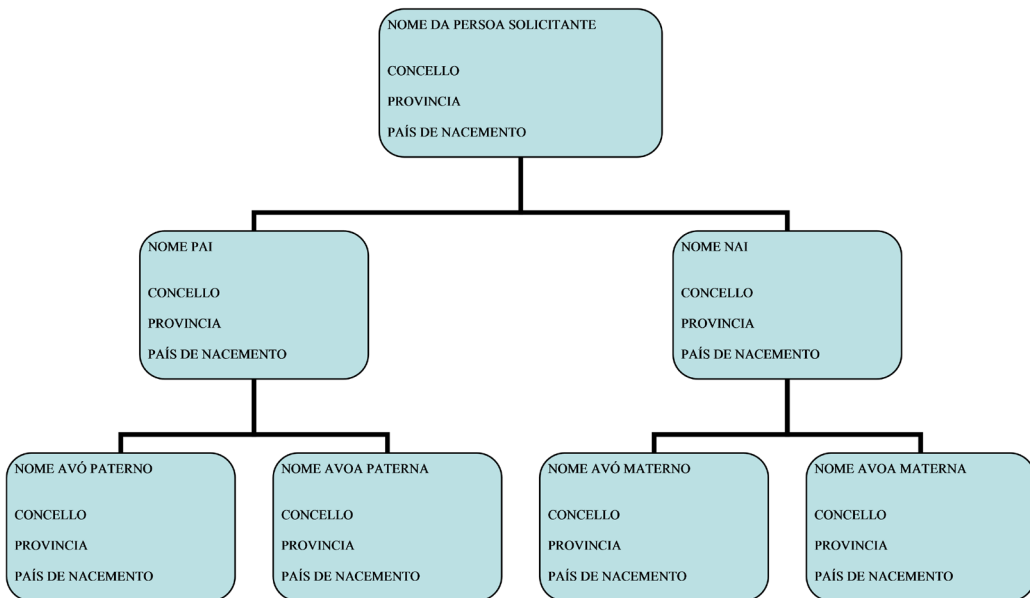 NOME DA PERSOA SOLICITANTE
CONCELLO
PROVINCIA
PAÍS DE NACEMENTO
NOME PAI
CONCELLO
PROVINCIA
PAÍS DE NACEMENTO
NOME NAI
CONCELLO
PROVINCIA
PAÍS DE NACEMENTO
NOME AVÓ PATERNO
CONCELLO
PROVINCIA
PAÍS DE NACEMENTO
NOME AVOA PATERNA
CONCELLO
PROVINCIA
PAÍS DE NACEMENTO
NOME AVÓ MATERNO
CONCELLO
PROVINCIA
PAÍS DE NACEMENTO
NOME AVOA MATERNA
CONCELLO
PROVINCIA
PAÍS DE NACEMENTO